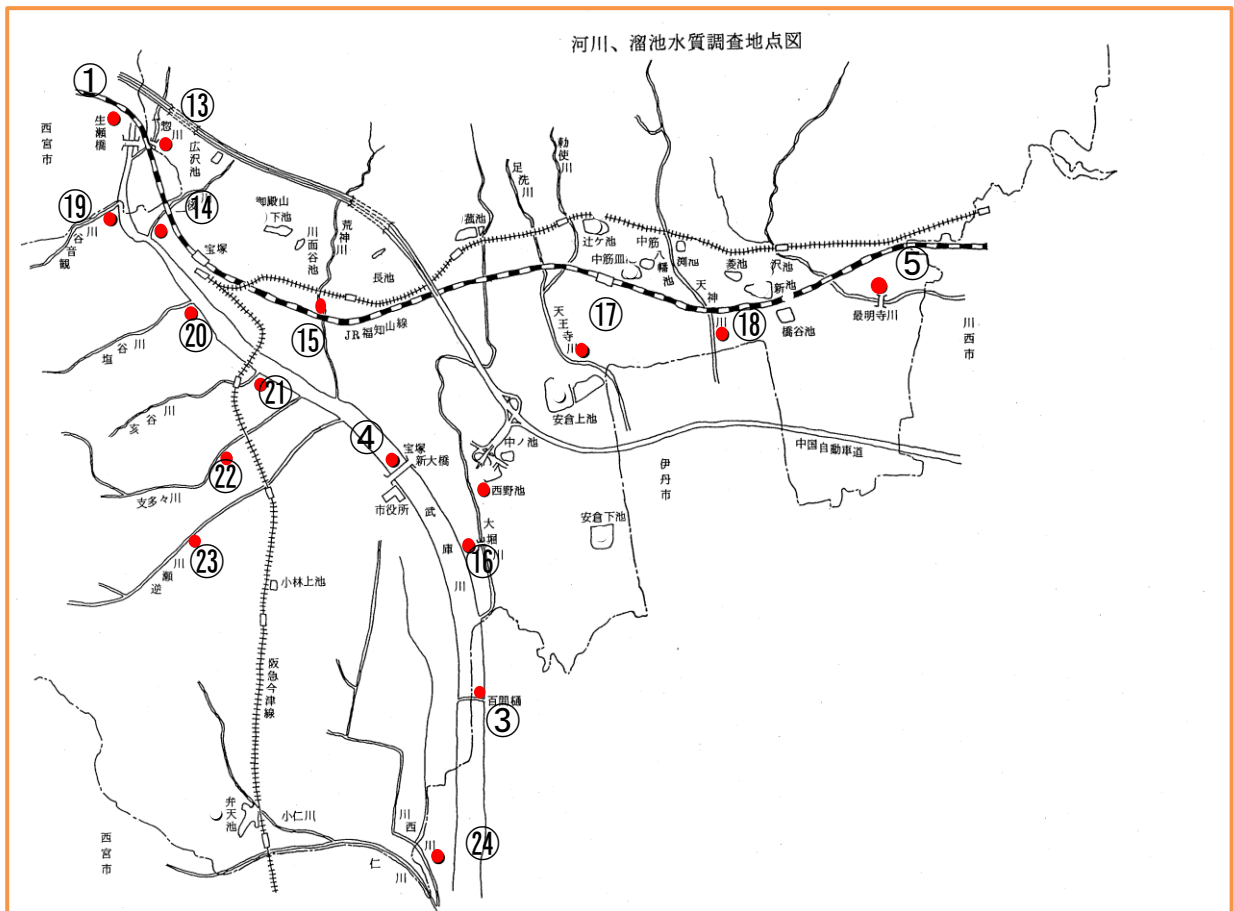 河川、溜池水質調査地点図
①
⑬
生瀬橋
惣川
広沢池
西宮市
勅使川
足洗川
⑲
⑭
御殿山
下池
荒神川
菰池
辻ケ池
中筋
八幡池
渕池
観音谷川
宝塚
川面谷池
長池
中筋皿池
菱池
沢池
⑤
新池
天神川
⑰
最明寺川
⑳
⑮
JR福知山線
天王寺川
⑱
橋谷池
川西市
塩谷川
㉑
亥谷川
安倉上池
④
宝塚
新大橋
中ノ池
中国自動車道
㉒
伊丹市
支多々川
市役所
西野池
武庫川
大堀川
安倉下池
㉓
⑯
逆瀬川
小林上池
阪急今津線
百間樋
③
弁天池
小仁川
川西川
㉔
西宮市
仁川